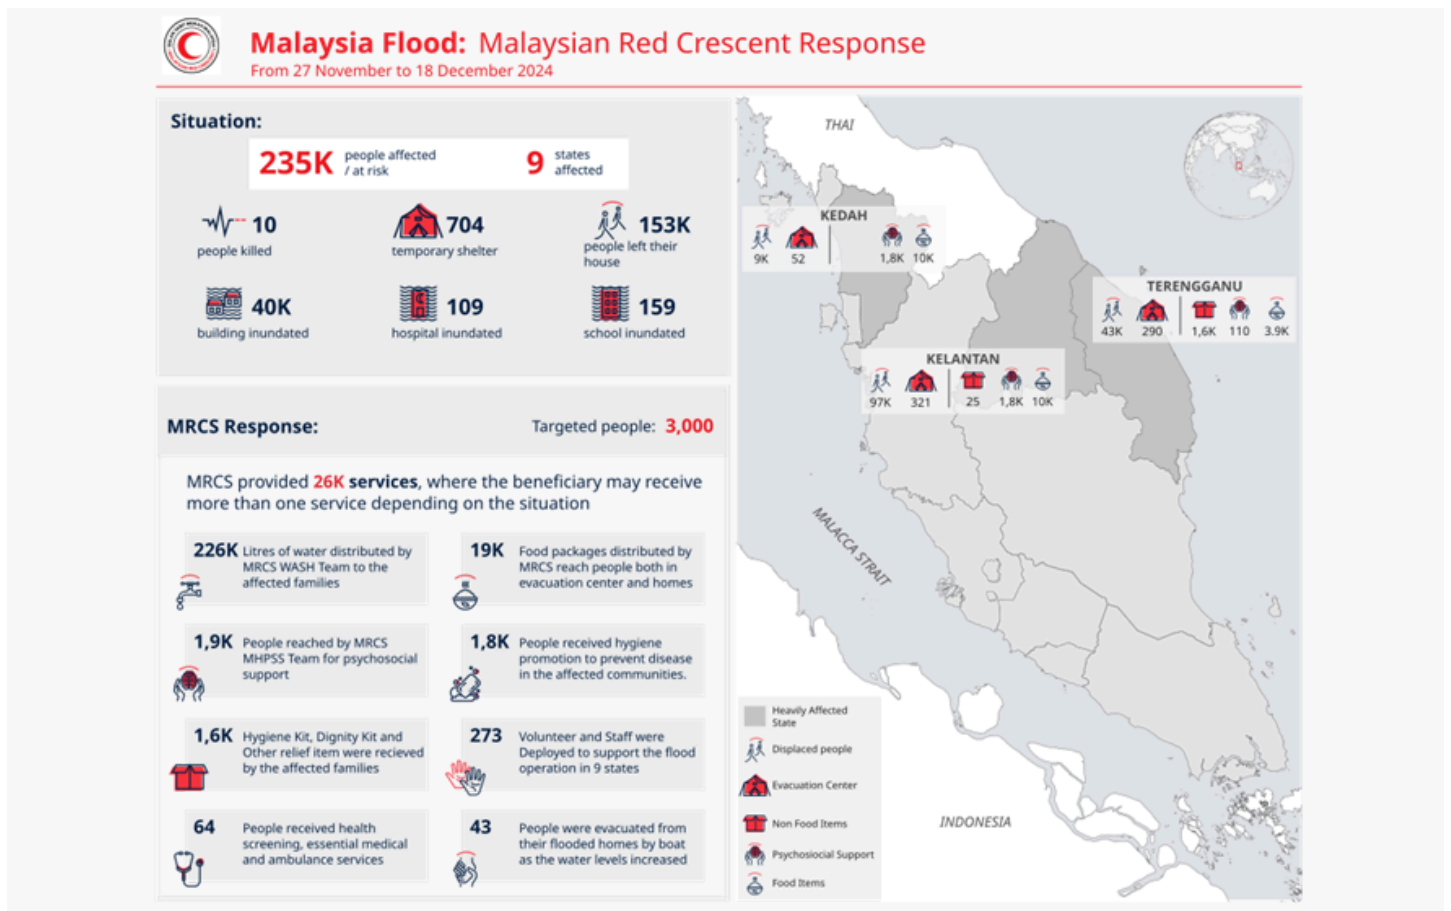 Malaysia Flood: Malaysian Red Crescent Response
From 27 November to 18 December 2024
Situation:
235K people affected
/ at risk
9 states
affected
10
people killed
704
temporary shelter
153K
people left their
house
40K
building inundated
109
hospital inundated
159
school inundated
MRCS Response:
Targeted people: 3,000
MRCS provided 26K services, where the beneficiary may receive
more than one service depending on the situation
226K Litres of water distributed by
MRCS WASH Team to the
affected families
19K Food packages distributed by
MRCS reach people both in
evacuation center and homes
1,9K People reached by MRCS
MHPSS Team for psychosocial
support
1,8K People received hygiene
promotion to prevent disease
in the affected communities.
1,6K Hygiene Kit, Dignity Kit and
Other relief item were recieved
by the affected families
273 Volunteer and Staff were
Deployed to support the flood
operation in 9 states
64 People received health
screening, essential medical
and ambulance services
43 People were evacuated from
their flooded homes by boat
as the water levels increased
THAI
KEDAH
9K 52 1,8K 10K
TERENGGANU
43K 290 1,6K 110 3.9K
KELANTAN
97K 321 25 1,8K 10K
MALACCA STRAIT
INDONESIA
Heavily Affected
State
Displaced people
Evacuation Center
Non Food Items
Psychosiocial Support
Food Items